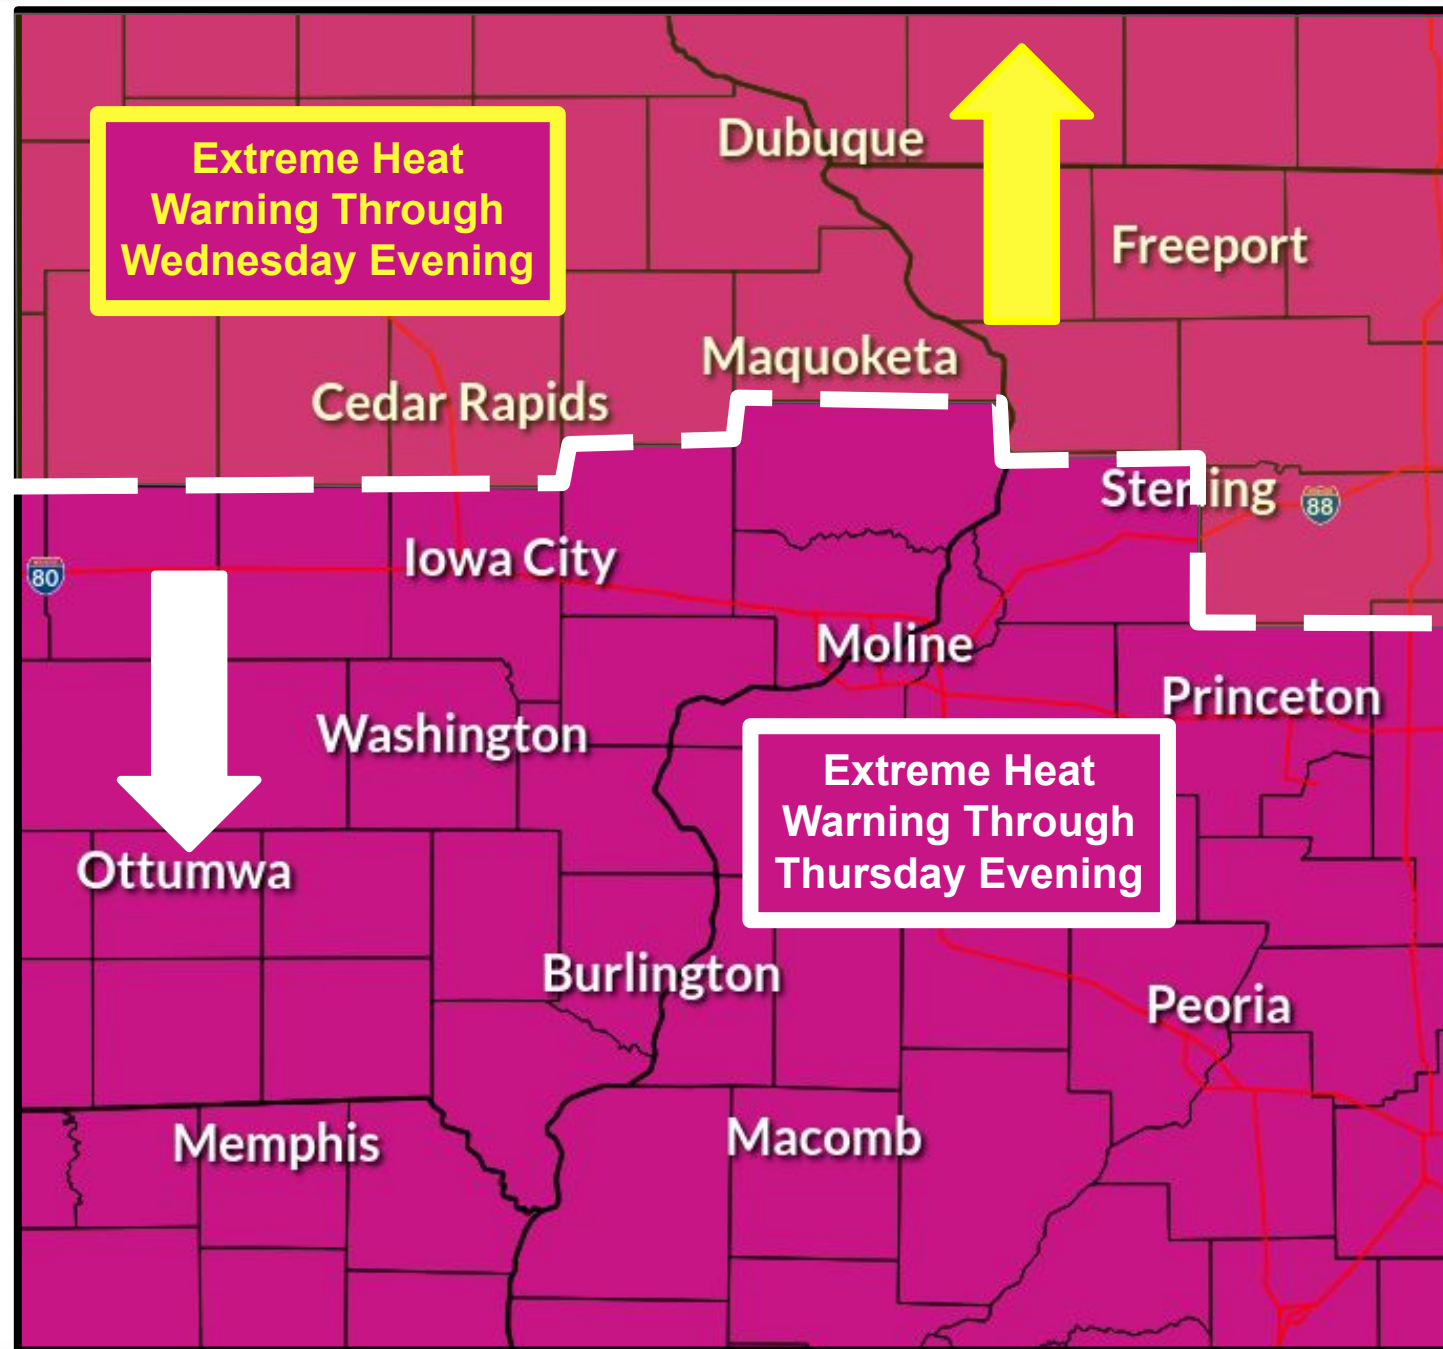 Dubuque
Extreme Heat
Warning Through
Wednesday Evening
Freeport
Maquoketa
Cedar Rapids
Sterling
88
Iowa City
80
Moline
Princeton
Washington
Extreme Heat
Warning Through
Thursday Evening
Ottumwa
Burlington
Peoria
Memphis
Macomb